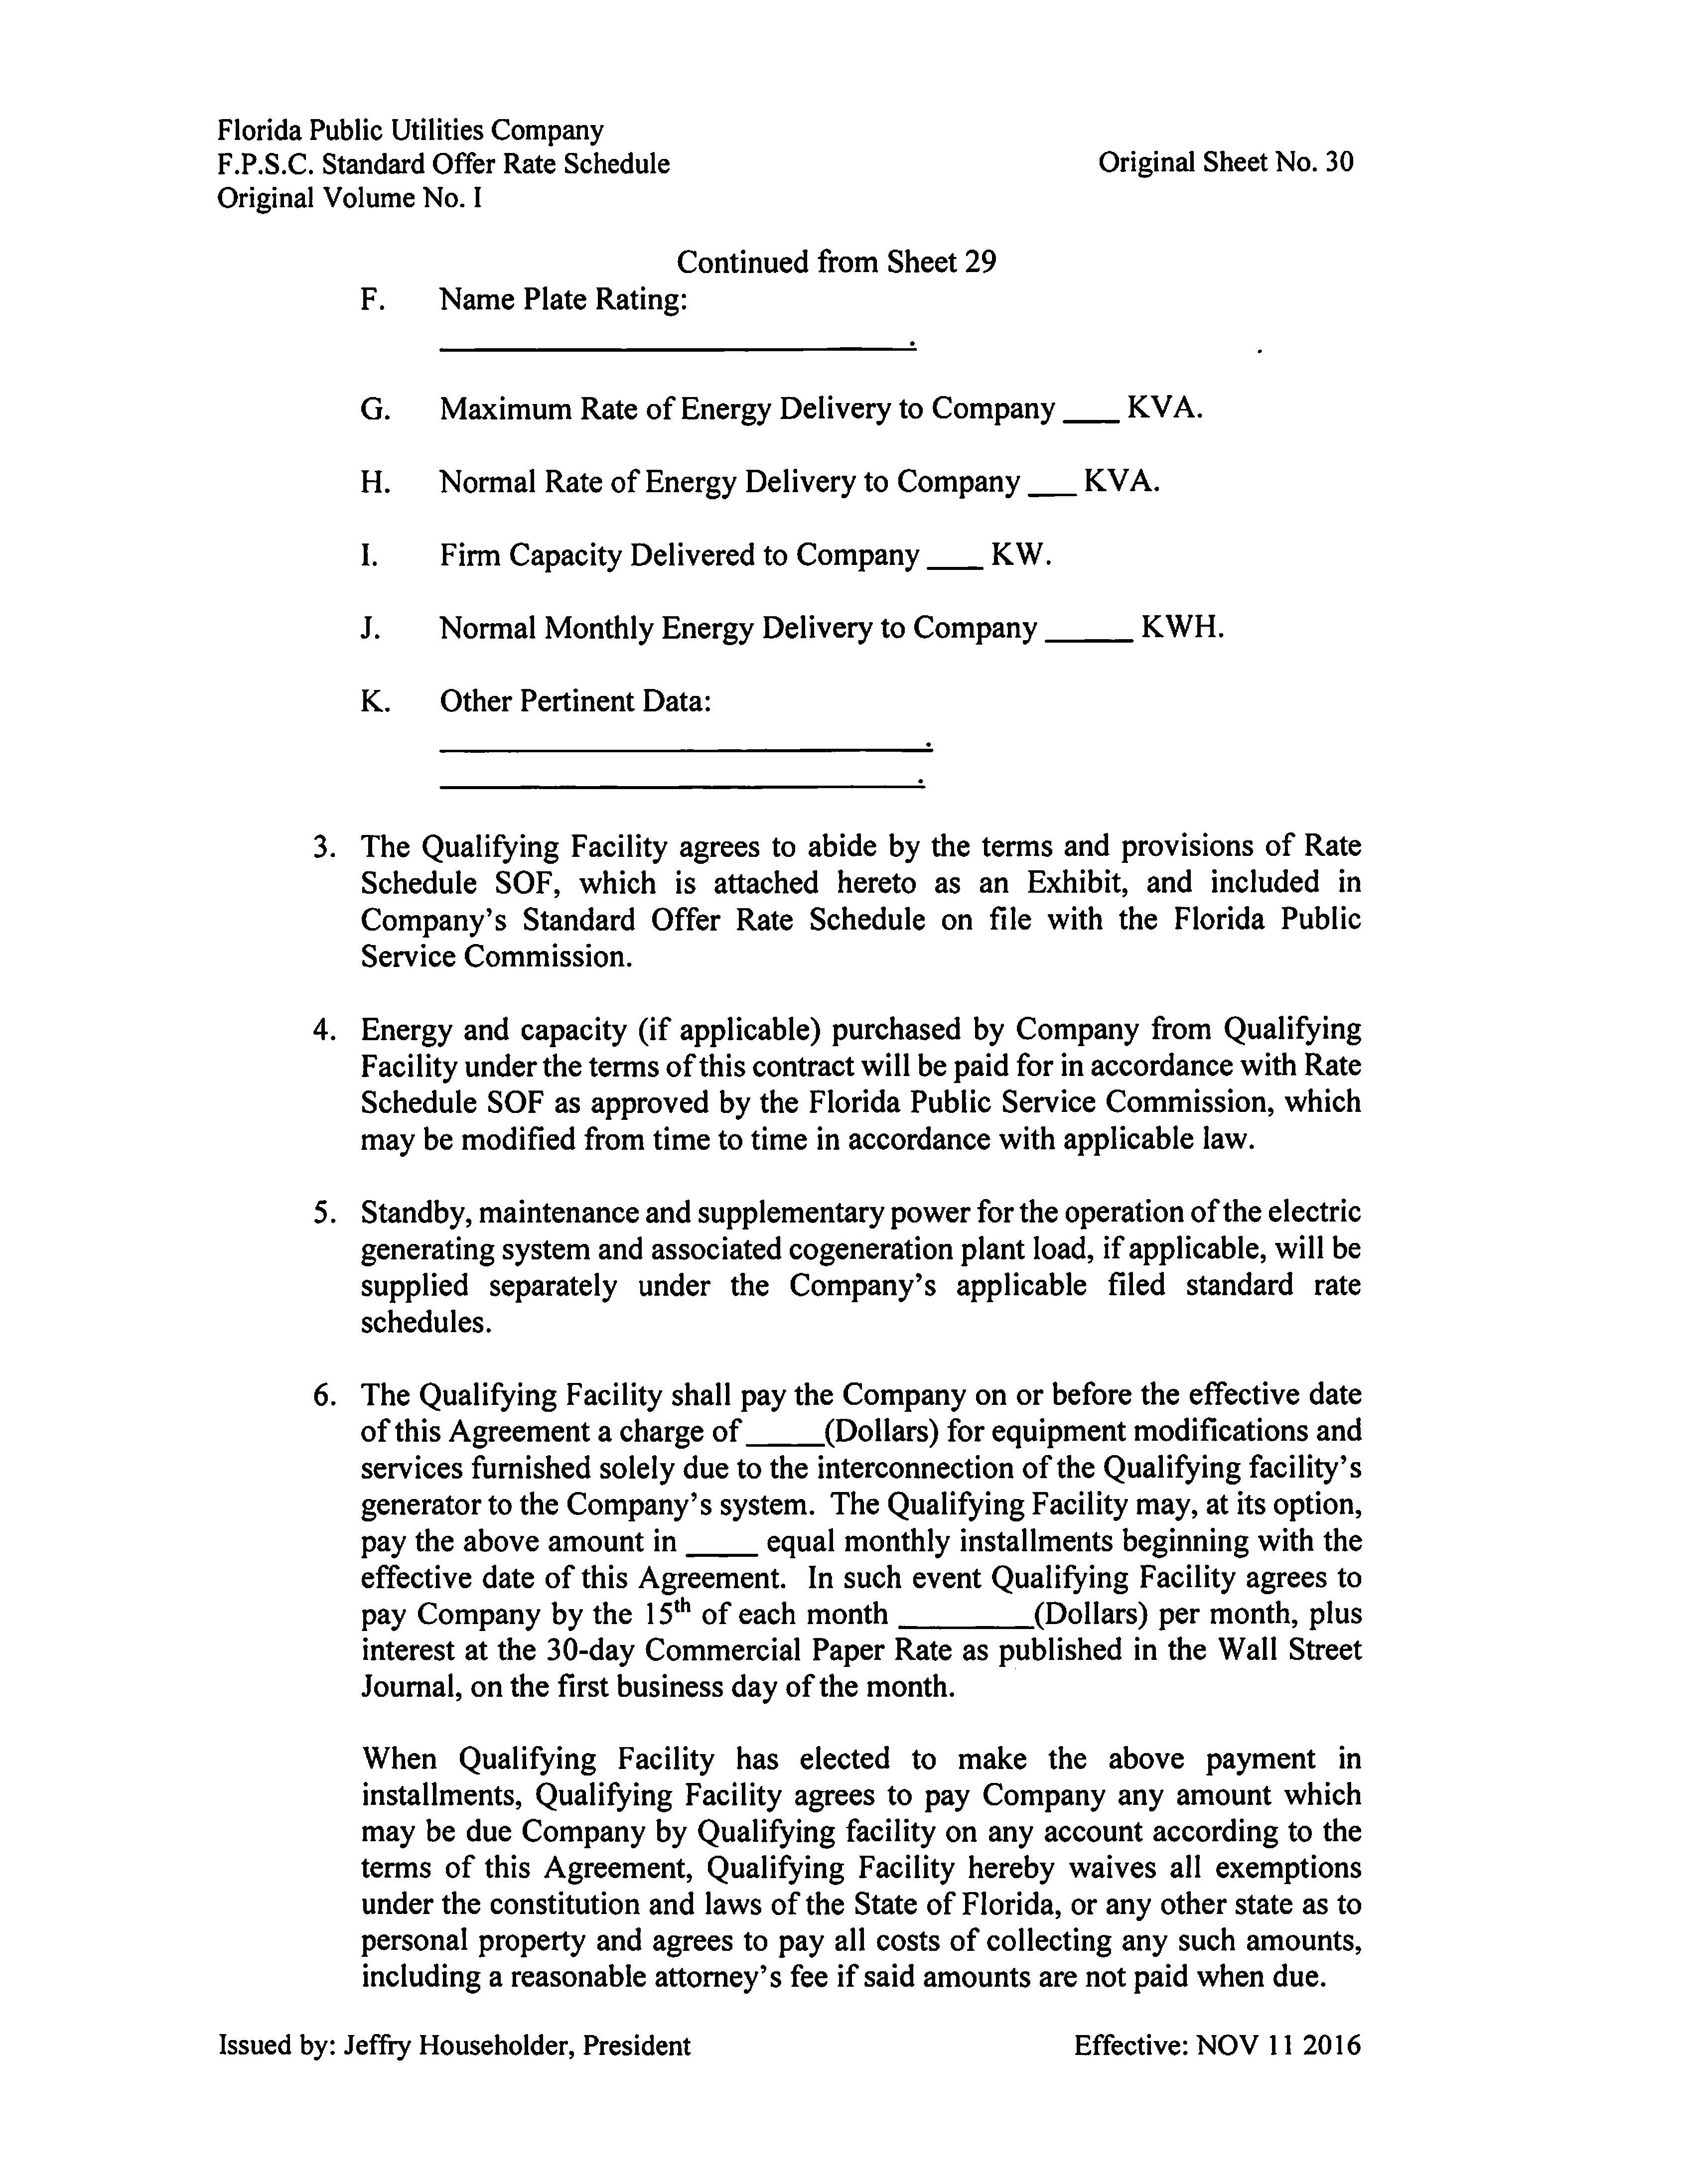 Florida Public Utilities Company
F.P.S.C. Standard Offer Rate Schedule
Original Sheet No. 30
Original Volume No. I
Continued from Sheet 29
F. Name Plate Rating:
____________________.
G. Maximum Rate of Energy Delivery to Company ____ KVA.
H. Normal Rate of Energy Delivery to Company ___ KVA.
I. Firm Capacity Delivered to Company ____ KW.
J. Normal Monthly Energy Delivery to Company ______ KWH.
K. Other Pertinent Data:
____________________.
____________________.
3. The Qualifying Facility agrees to abide by the terms and provisions of Rate
Schedule SOF, which is attached hereto as an Exhibit, and included in
Company's Standard Offer Rate Schedule on file with the Florida Public
Service Commission.
4. Energy and capacity (if applicable) purchased by Company from Qualifying
Facility under the terms of this contract will be paid for in accordance with Rate
Schedule SOF as approved by the Florida Public Service Commission, which
may be modified from time to time in accordance with applicable law.
5. Standby, maintenance and supplementary power for the operation of the electric
generating system and associated cogeneration plant load, if applicable, will be
supplied separately under the Company's applicable filed standard rate
schedules.
6. The Qualifying Facility shall pay the Company on or before the effective date
of this Agreement a charge of _____(Dollars) for equipment modifications and
services furnished solely due to the interconnection of the Qualifying facility's
generator to the Company's system. The Qualifying Facility may, at its option,
pay the above amount in _____ equal monthly installments beginning with the
effective date of this Agreement. In such event Qualifying Facility agrees to
pay Company by the 15th of each month _________(Dollars) per month, plus
interest at the 30-day Commercial Paper Rate as published in the Wall Street
Journal, on the first business day of the month.
When Qualifying Facility has elected to make the above payment in
installments, Qualifying Facility agrees to pay Company any amount which
may be due Company by Qualifying facility on any account according to the
terms of this Agreement, Qualifying Facility hereby waives all exemptions
under the constitution and laws of the State of Florida, or any other state as to
personal property and agrees to pay all costs of collecting any such amounts,
including a reasonable attorney's fee if said amounts are not paid when due.
Issued by: Jeffry Householder, President
Effective: NOV 11 2016